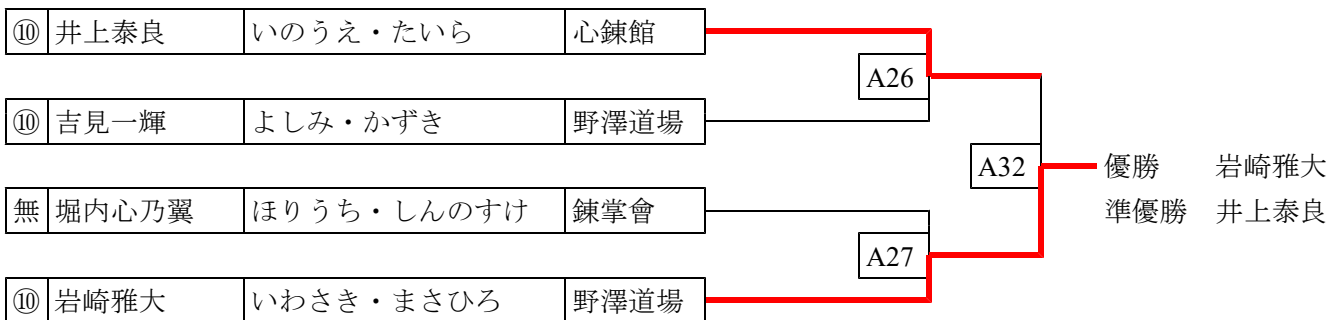 ⑩ 井上泰良 いのうえ・たいら 心錬館
A26
⑩ 吉見一輝 よしみ・かずき 野澤道場
A32 優勝 岩崎雅大
無 堀内心乃翼 ほりうち・しんのすけ 錬掌會
準優勝 井上泰良
A27
⑩ 岩崎雅大 いわさき・まさひろ 野澤道場